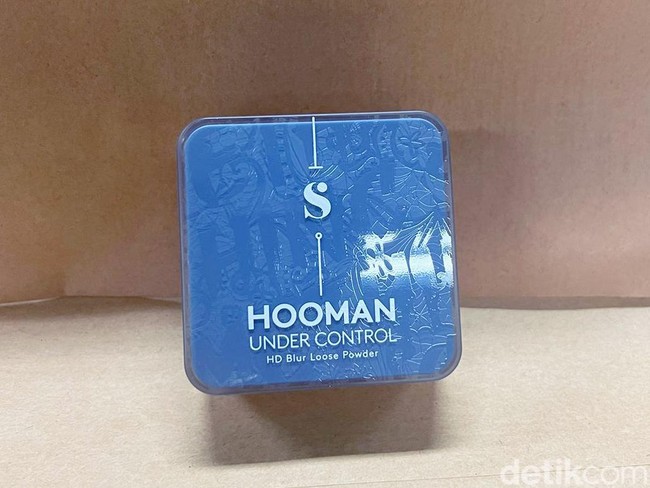 S
HOOMAN
UNDER CONTROL
HD Blur Loose Powder
detikcom